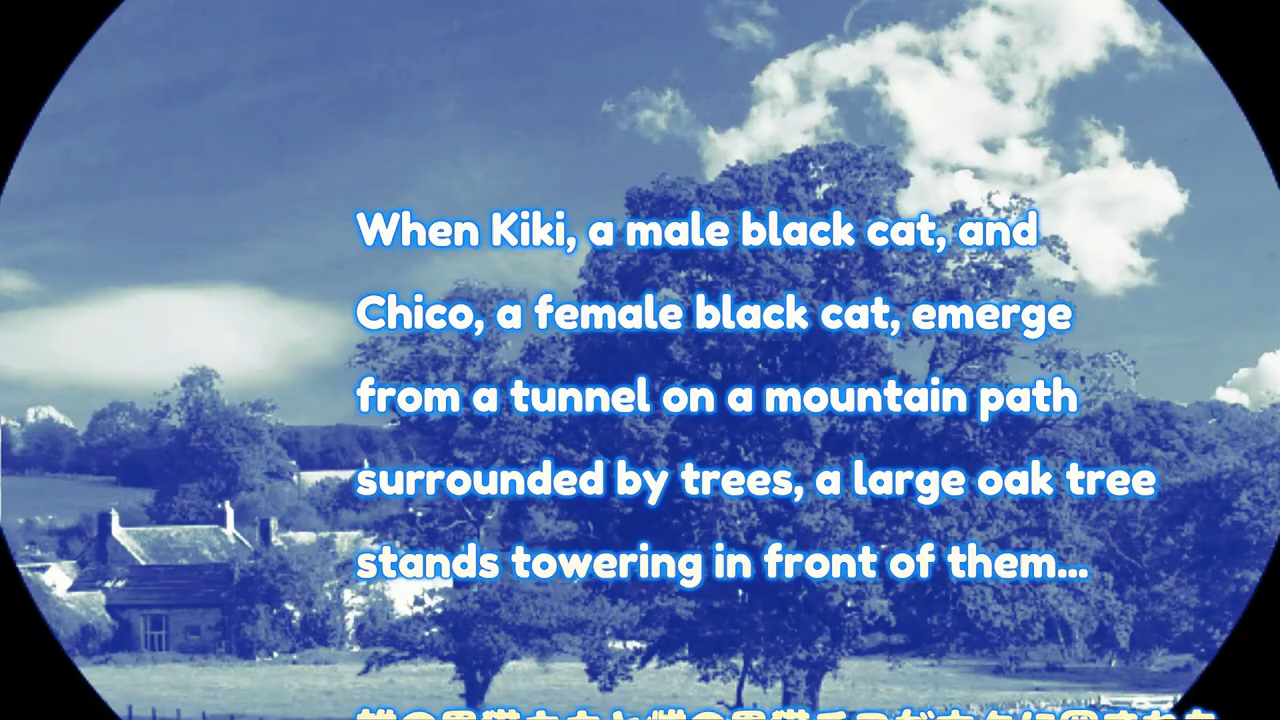 When Kiki, a male black cat, and
Chico, a female black cat, emerge
from a tunnel on a mountain path
surrounded by trees, a large oak tree
stands towering in front of them...